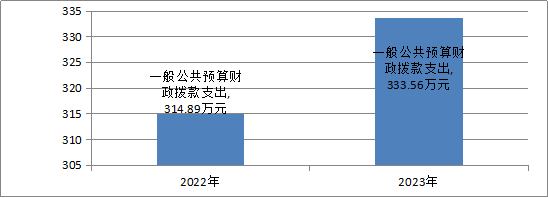 335
330
325
320
315
310
305
一般公共预算财
政拨款支出,
314.89万元
一般公共预算财
政拨款支出,
333.56万元
2022年
2023年